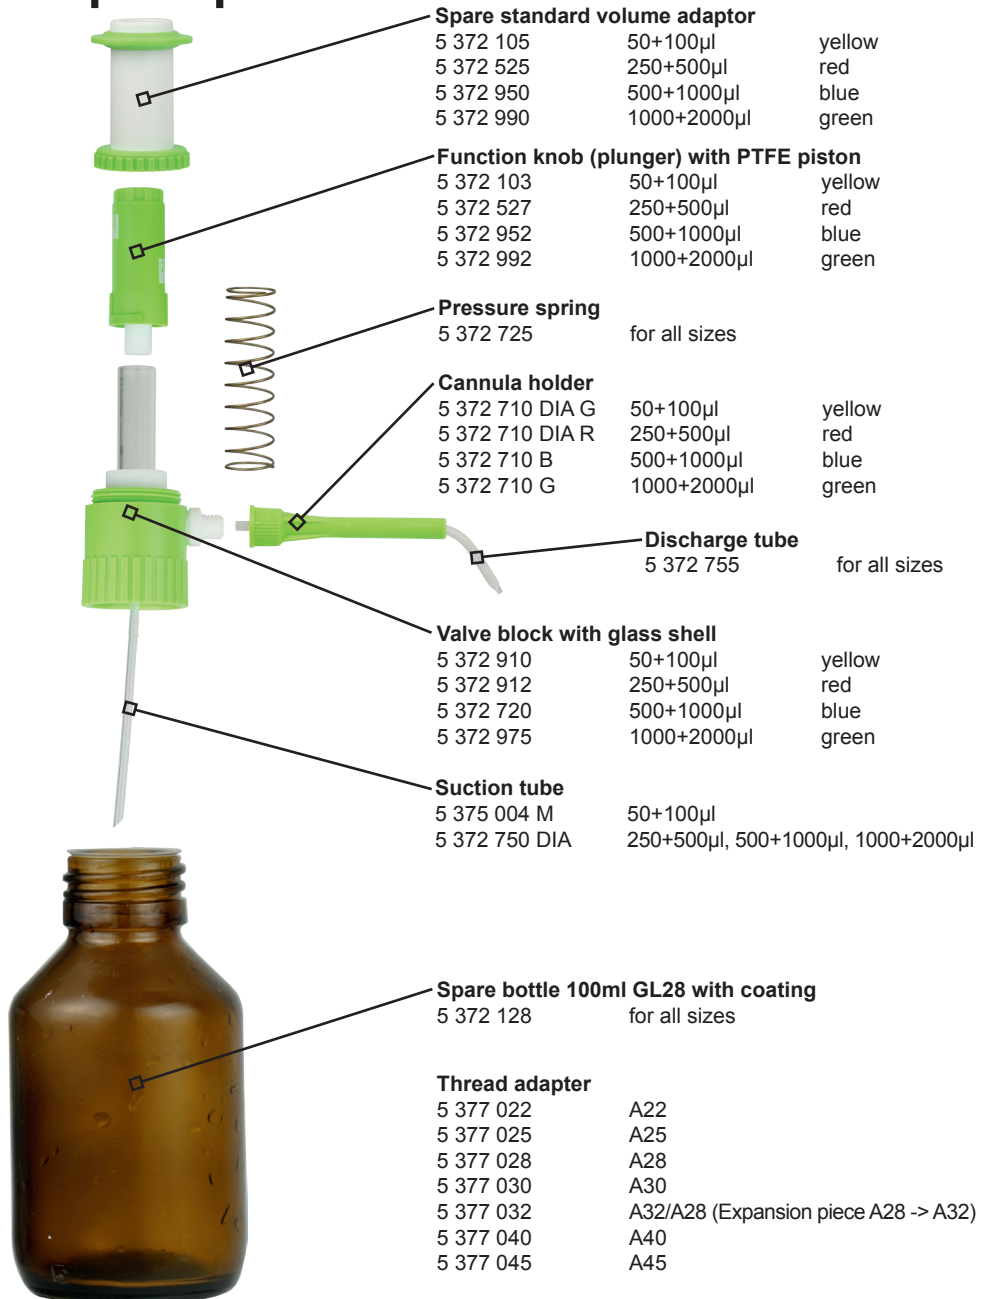 Spare standard volume adaptor
5 372 105 50+100µl yellow
5 372 525 250+500µl red
5 372 950 500+1000µl blue
5 372 990 1000+2000µl green
Function knob (plunger) with PTFE piston
5 372 103 50+100µl yellow
5 372 527 250+500µl red
5 372 952 500+1000µl blue
5 372 992 1000+2000µl green
Pressure spring
5 372 725 for all sizes
Cannula holder
5 372 710 DIA G 50+100µl yellow
5 372 710 DIA R 250+500µl red
5 372 710 B 500+1000µl blue
5 372 710 G 1000+2000µl green
Discharge tube
5 372 755 for all sizes
Valve block with glass shell
5 372 910 50+100µl yellow
5 372 912 250+500µl red
5 372 720 500+1000µl blue
5 372 975 1000+2000µl green
Suction tube
5 375 004 M 50+100µl
5 372 750 DIA 250+500µl, 500+1000µl, 1000+2000µl
Spare bottle 100ml GL28 with coating
5 372 128 for all sizes
Thread adapter
5 377 022 A22
5 377 025 A25
5 377 028 A28
5 377 030 A30
5 377 032 A32/A28 (Expansion piece A28 -> A32)
5 377 040 A40
5 377 045 A45